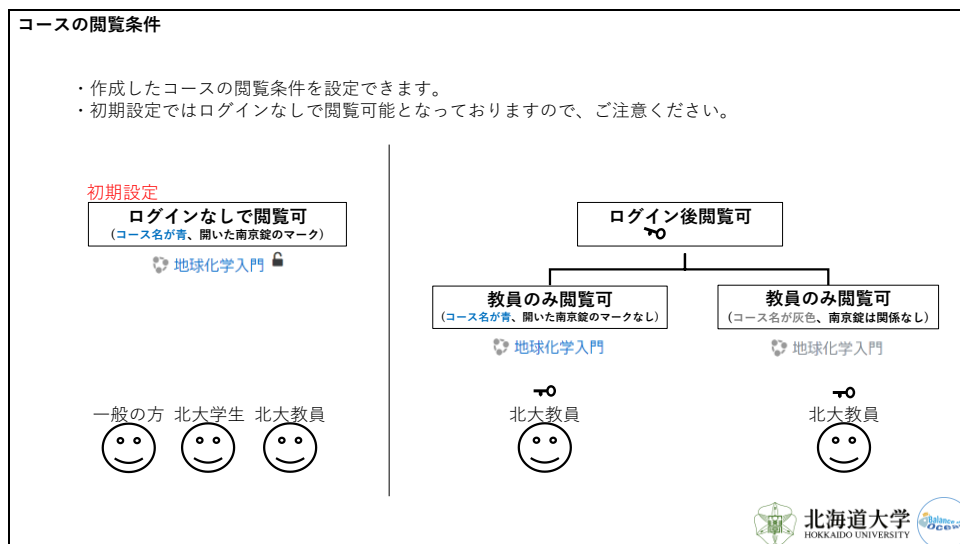 コースの閲覧条件
・作成したコースの閲覧条件を設定できます。
・初期設定ではログインなしで閲覧可能となっておりますので、ご注意ください。
初期設定
ログインなしで閲覧可
（コース名が青、開いた南京錠のマーク）
地球化学入門
一般の方 北大学生 北大教員
ログイン後閲覧可
教員のみ閲覧可
（コース名が青、開いた南京錠のマークなし）
地球化学入門
北大教員
教員のみ閲覧可
（コース名が灰色、南京錠は関係なし）
地球化学入門
北大教員
北海道大学
HOKKAIDO UNIVERSITY
Balance